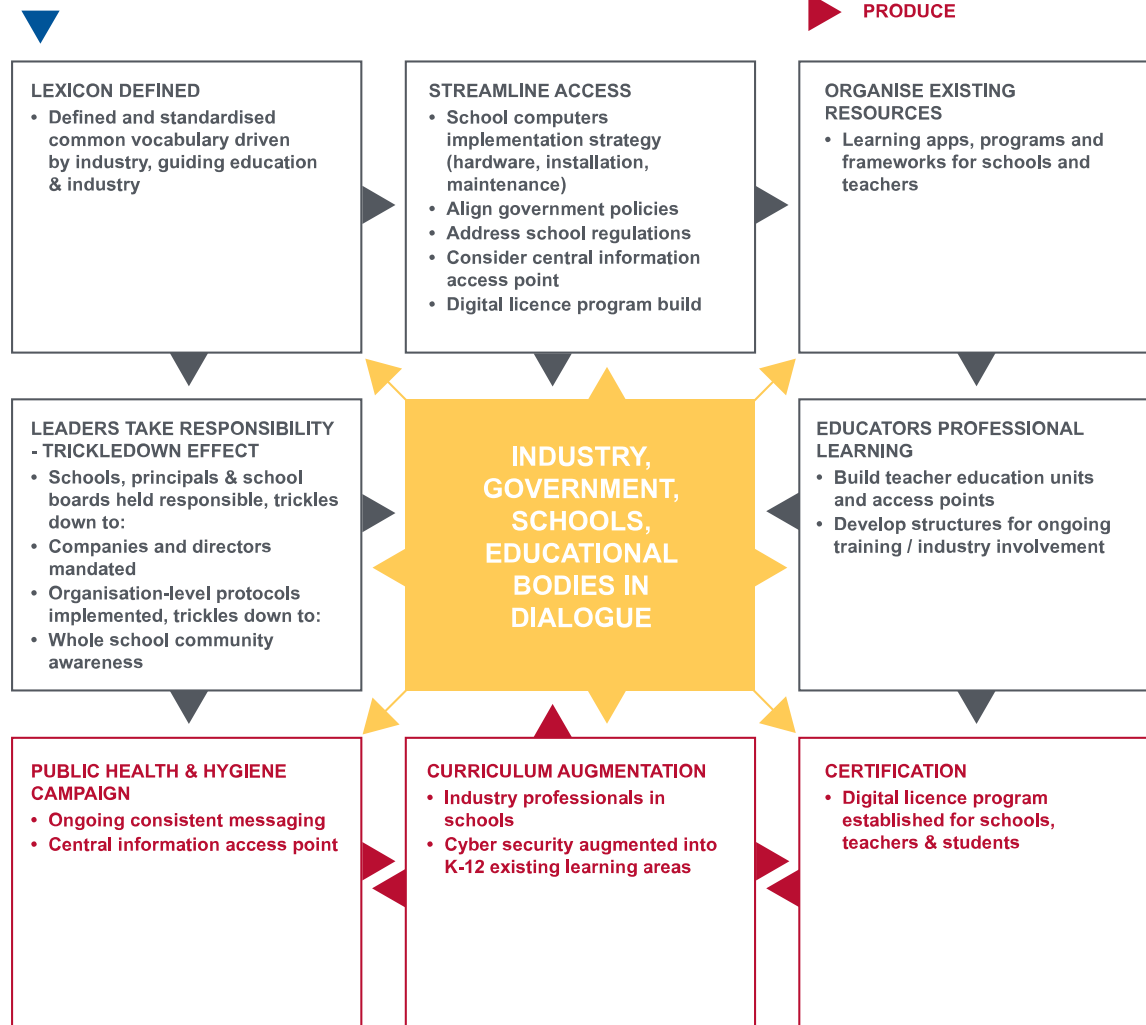 PRODUCE
LEXICON DEFINED
• Defined and standardised
common vocabulary driven
by industry, guiding education
& industry
STREAMLINE ACCESS
• School computers
implementation strategy
(hardware, installation,
maintenance)
• Align government policies
• Address school regulations
• Consider central information
access point
• Digital licence program build
ORGANISE EXISTING
RESOURCES
• Learning apps, programs and
frameworks for schools and
teachers
LEADERS TAKE RESPONSIBILITY
- TRICKLEDOWN EFFECT
• Schools, principals & school
boards held responsible, trickles
down to:
• Companies and directors
mandated
• Organisation-level protocols
implemented, trickles down to:
• Whole school community
awareness
INDUSTRY,
GOVERNMENT,
SCHOOLS,
EDUCATIONAL
BODIES IN
DIALOGUE
EDUCATORS PROFESSIONAL
LEARNING
• Build teacher education units
and access points
• Develop structures for ongoing
training / industry involvement
PUBLIC HEALTH & HYGIENE
CAMPAIGN
• Ongoing consistent messaging
• Central information access point
CURRICULUM AUGMENTATION
• Industry professionals in
schools
• Cyber security augmented into
K-12 existing learning areas
CERTIFICATION
• Digital licence program
established for schools,
teachers & students